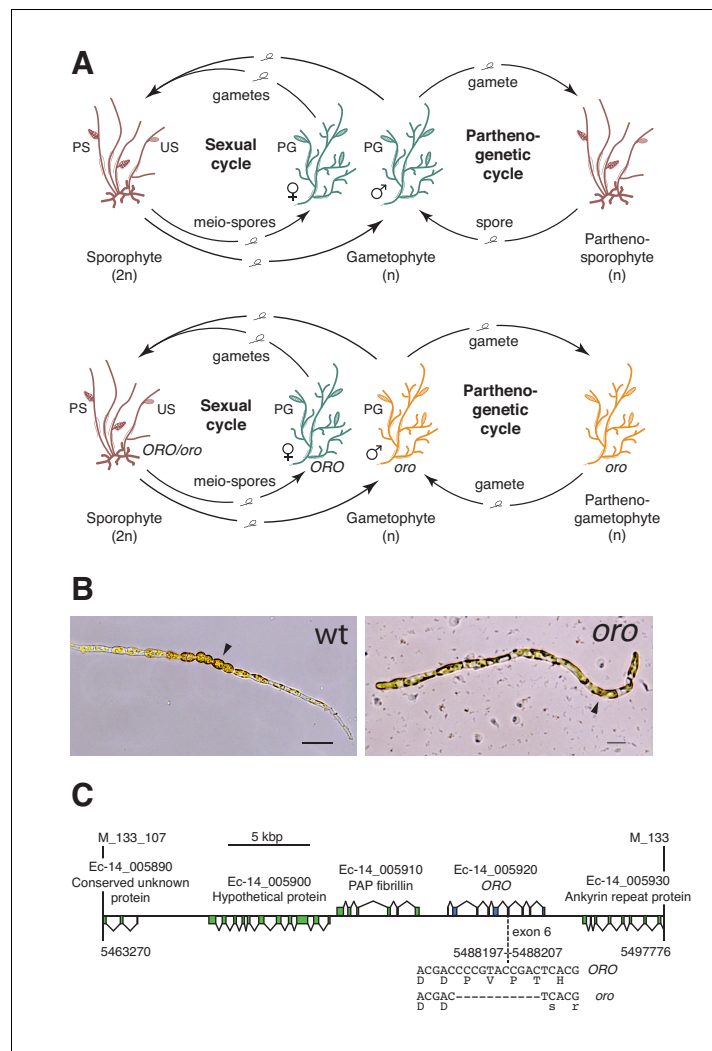 A
gametes
gamete
PS
US
Sexual
cycle
PG
♀
PG
♂
Partheno-
genetic
cycle
meio-spores
spore
Sporophyte
(2n)
Gametophyte
(n)
Partheno-
sporophyte
(n)
gametes
gamete
PS
US
ORO/oro
Sexual
cycle
PG
♀
ORO
PG
♂
oro
Partheno-
genetic
cycle
meio-spores
gamete
Sporophyte
(2n)
Gametophyte
(n)
Partheno-
gametophyte
(n)
B
wt
oro
C
M_133_107
5 kbp
M_133
Ec-14_005890
Conserved unknown
protein
Ec-14_005900
Hypothetical protein
Ec-14_005910
PAP fibrillin
Ec-14_005920
ORO
Ec-14_005930
Ankyrin repeat protein
exon 6
5463270
5488197
5488207
5497776
ACGACCCCGTACCGACTCACG ORO
D D P V P T H
ACGAC------------TCACG oro
D D s r